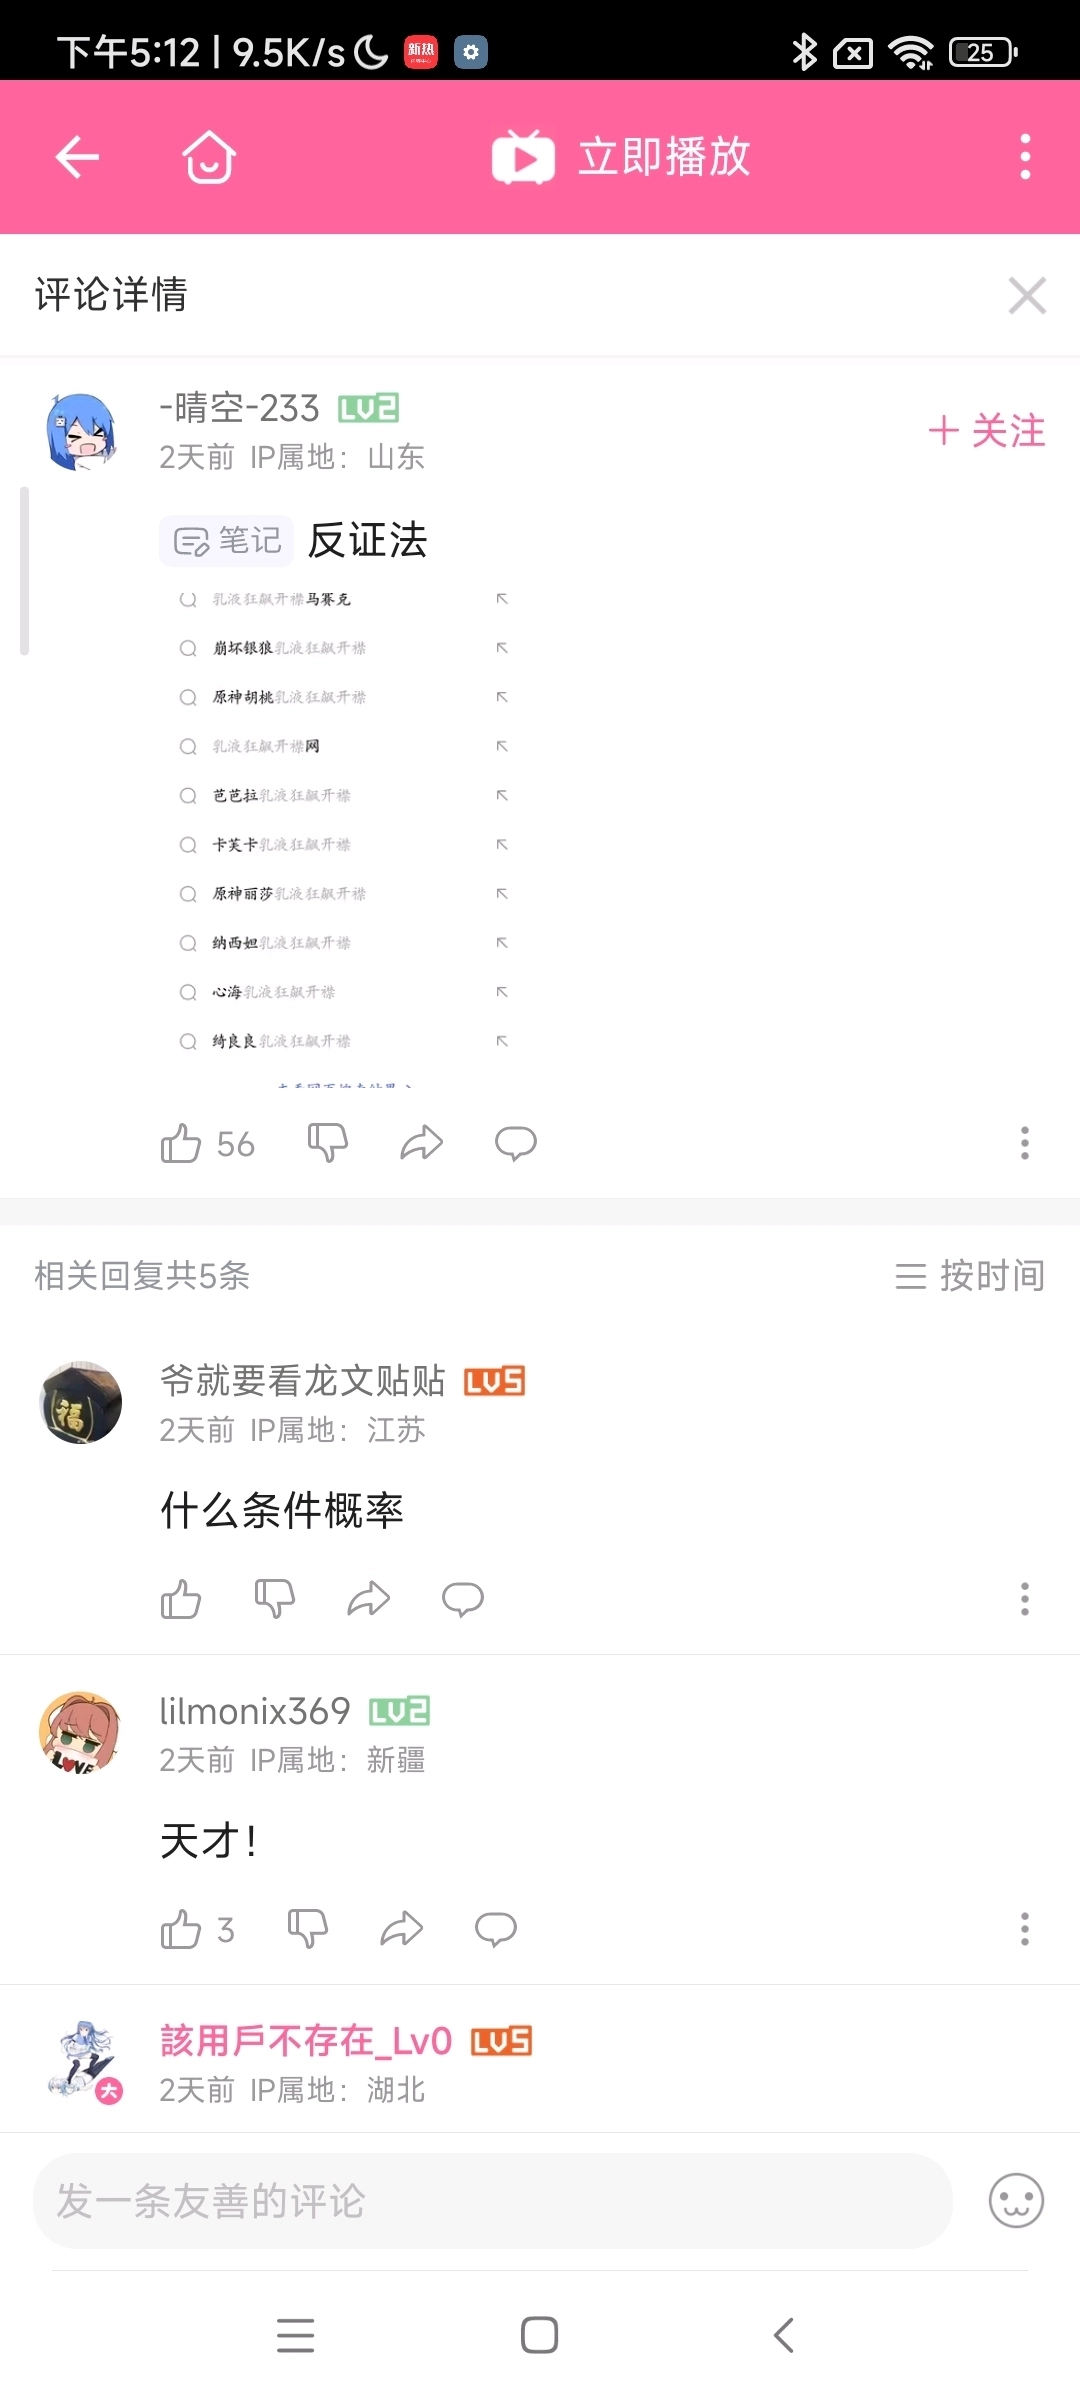 下午5:12 | 9.5K/s
新热
25
立即播放
评论详情
-晴空-233 LV2
2天前 IP属地：山东
+ 关注
笔记 反证法
乳液狂飙开襟马赛克
崩坏银狼乳液狂飙开襟
原神胡桃乳液狂飙开襟
乳液狂飙开襟网
芭芭拉乳液狂飙开襟
卡芙卡乳液狂飙开襟
原神丽莎乳液狂飙开襟
纳西妲乳液狂飙开襟
心海乳液狂飙开襟
绮良良乳液狂飙开襟
56
相关回复共5条
按时间
爷就要看龙文贴贴 LV5
2天前 IP属地：江苏
福
什么条件概率
lilmonix369 LV2
2天前 IP属地：新疆
LOVE
天才！
3
該用戶不存在_Lv0 LV5
2天前 IP属地：湖北
大
发一条友善的评论